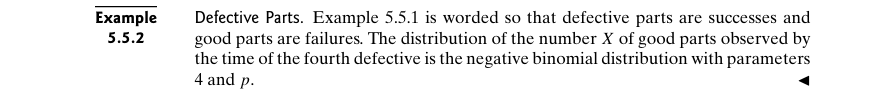 Example Defective Parts. Example 5.5.1 is worded so that defective parts are successes and
5.5.2 good parts are failures. The distribution of the number X of good parts observed by
the time of the fourth defective is the negative binomial distribution with parameters
4 and p. ◄